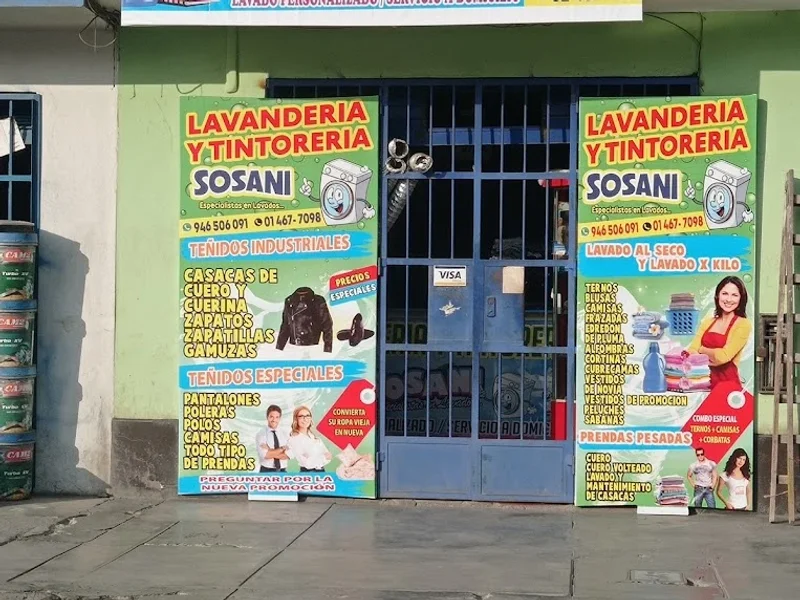 LAVADO PERSONALIZADO / SERVICIO A DOMICILIO
LAVANDERIA
Y TINTORERIA
SOSANI
Especialistas en Lavados...
946 506 091 01 467-7098
TEÑIDOS INDUSTRIALES
CASACAS DE
CUERO Y
CUERINA
ZAPATOS
ZAPATILLAS
GAMUZAS
PRECIOS
ESPECIALES
TEÑIDOS ESPECIALES
PANTALONES
POLERAS
POLOS
CAMISAS
TODO TIPO
DE PRENDAS
CONVIERTA
SU ROPA VIEJA
EN NUEVA
PREGUNTAR POR LA
NUEVA PROMOCIÓN
VISA
SOSANI
LAVANDERIA
Y TINTORERIA
SOSANI
Especialistas en Lavados...
946 506 091 01 467-7098
LAVADO AL SECO
Y LAVADO X KILO
TERNOS
BLUSAS
CAMISAS
FRAZADAS
EDREDON
DE PLUMA
ALFOMBRAS
CORTINAS
CUBRECAMAS
VESTIDOS
DE NOVIA
VESTIDOS DE PROMOCION
PELUCHES
SABANAS
COMBO ESPECIAL
TERNOS + CAMISAS
+ CORBATAS
PRENDAS PESADAS
CUERO
CUERO VOLTEADO
LAVADO Y
MANTENIMIENTO
DE CASACAS